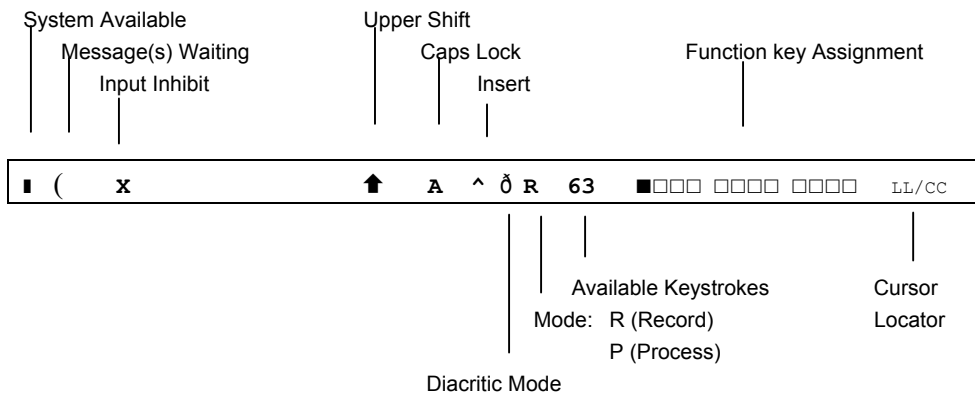 System Available Upper Shift
Message(s) Waiting Caps Lock Function key Assignment
Input Inhibit Insert
▮ ( X ⬆ A ^ ð R 63 ■□□□ □□□□ □□□□ LL/CC
Available Keystrokes Cursor
Mode: R (Record) Locator
P (Process)
Diacritic Mode